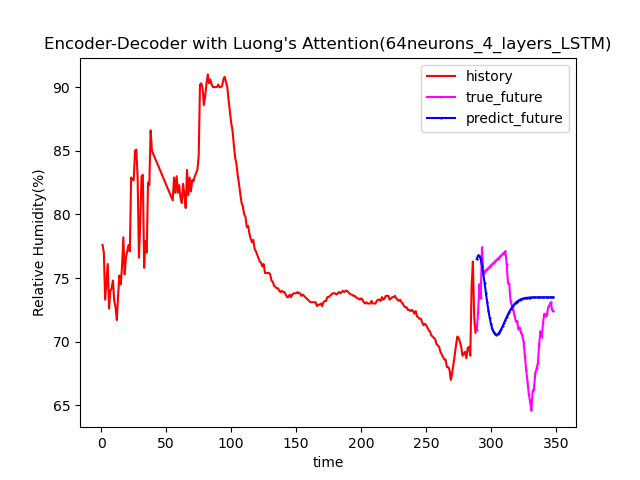 Encoder-Decoder with Luong's Attention(64neurons_4_layers_LSTM)
history
true_future
predict_future
Relative Humidity(%)
90
85
80
75
70
65
0 50 100 150 200 250 300 350
time